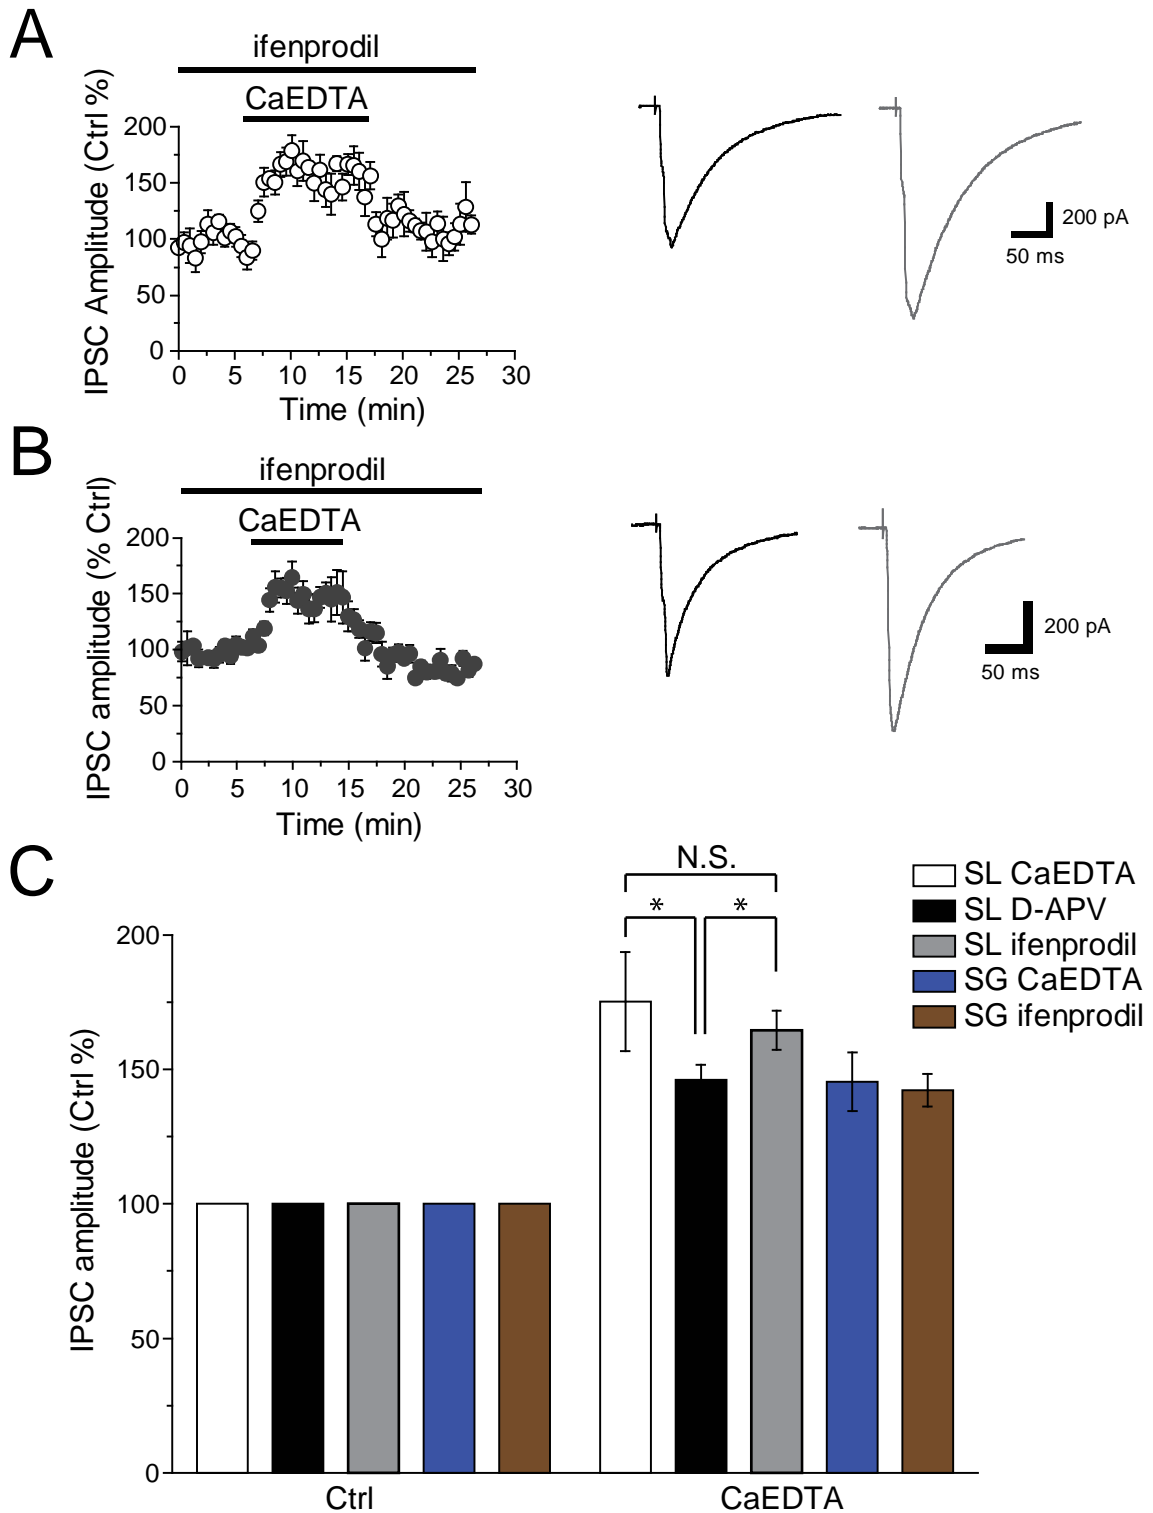 A
ifenprodil
CaEDTA
IPSC Amplitude (Ctrl %)
200
150
100
50
0
0 5 10 15 20 25 30
Time (min)
200 pA
50 ms
B
ifenprodil
CaEDTA
IPSC amplitude (% Ctrl)
200
150
100
50
0
0 5 10 15 20 25 30
Time (min)
200 pA
50 ms
C
N.S.
* *
SL CaEDTA
SL D-APV
SL ifenprodil
SG CaEDTA
SG ifenprodil
IPSC amplitude (Ctrl %)
200
150
100
50
0
Ctrl CaEDTA